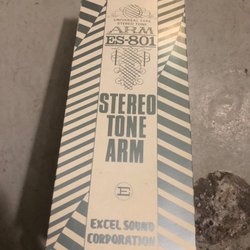 UNIVERSAL TYPE
STEREO TONE
ARM
ES-801
STEREO
TONE
ARM
E
EXCEL SOUND
CORPORATION